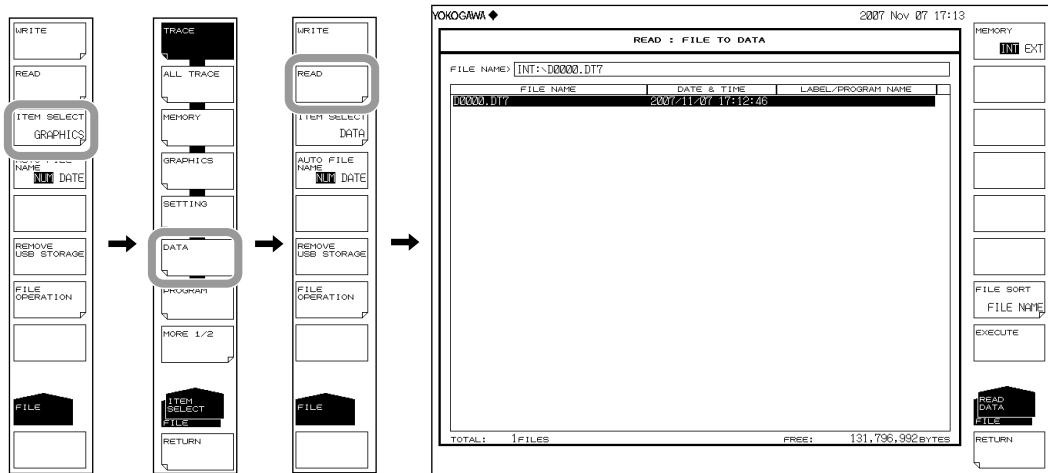 WRITE
READ
ITEM SELECT
GRAPHICS
AUTO FILE
NAME
NUM DATE
REMOVE
USB STORAGE
FILE
OPERATION
FILE
TRACE
ALL TRACE
MEMORY
GRAPHICS
SETTING
DATA
PROGRAM
MORE 1/2
ITEM
SELECT
FILE
RETURN
WRITE
READ
ITEM SELECT
DATA
AUTO FILE
NAME
NUM DATE
REMOVE
USB STORAGE
FILE
OPERATION
FILE
YOKOGAWA 2007 Nov 07 17:13
READ : FILE TO DATA
FILE NAME> INT:\D0000.DT7
FILE NAME DATE & TIME LABEL/PROGRAM NAME
D0000.DT7 2007/11/07 17:12:46
TOTAL: 1FILES FREE: 131,796,992BYTES
MEMORY
INT EXT
FILE SORT
FILE NAME
EXECUTE
READ
DATA
FILE
RETURN